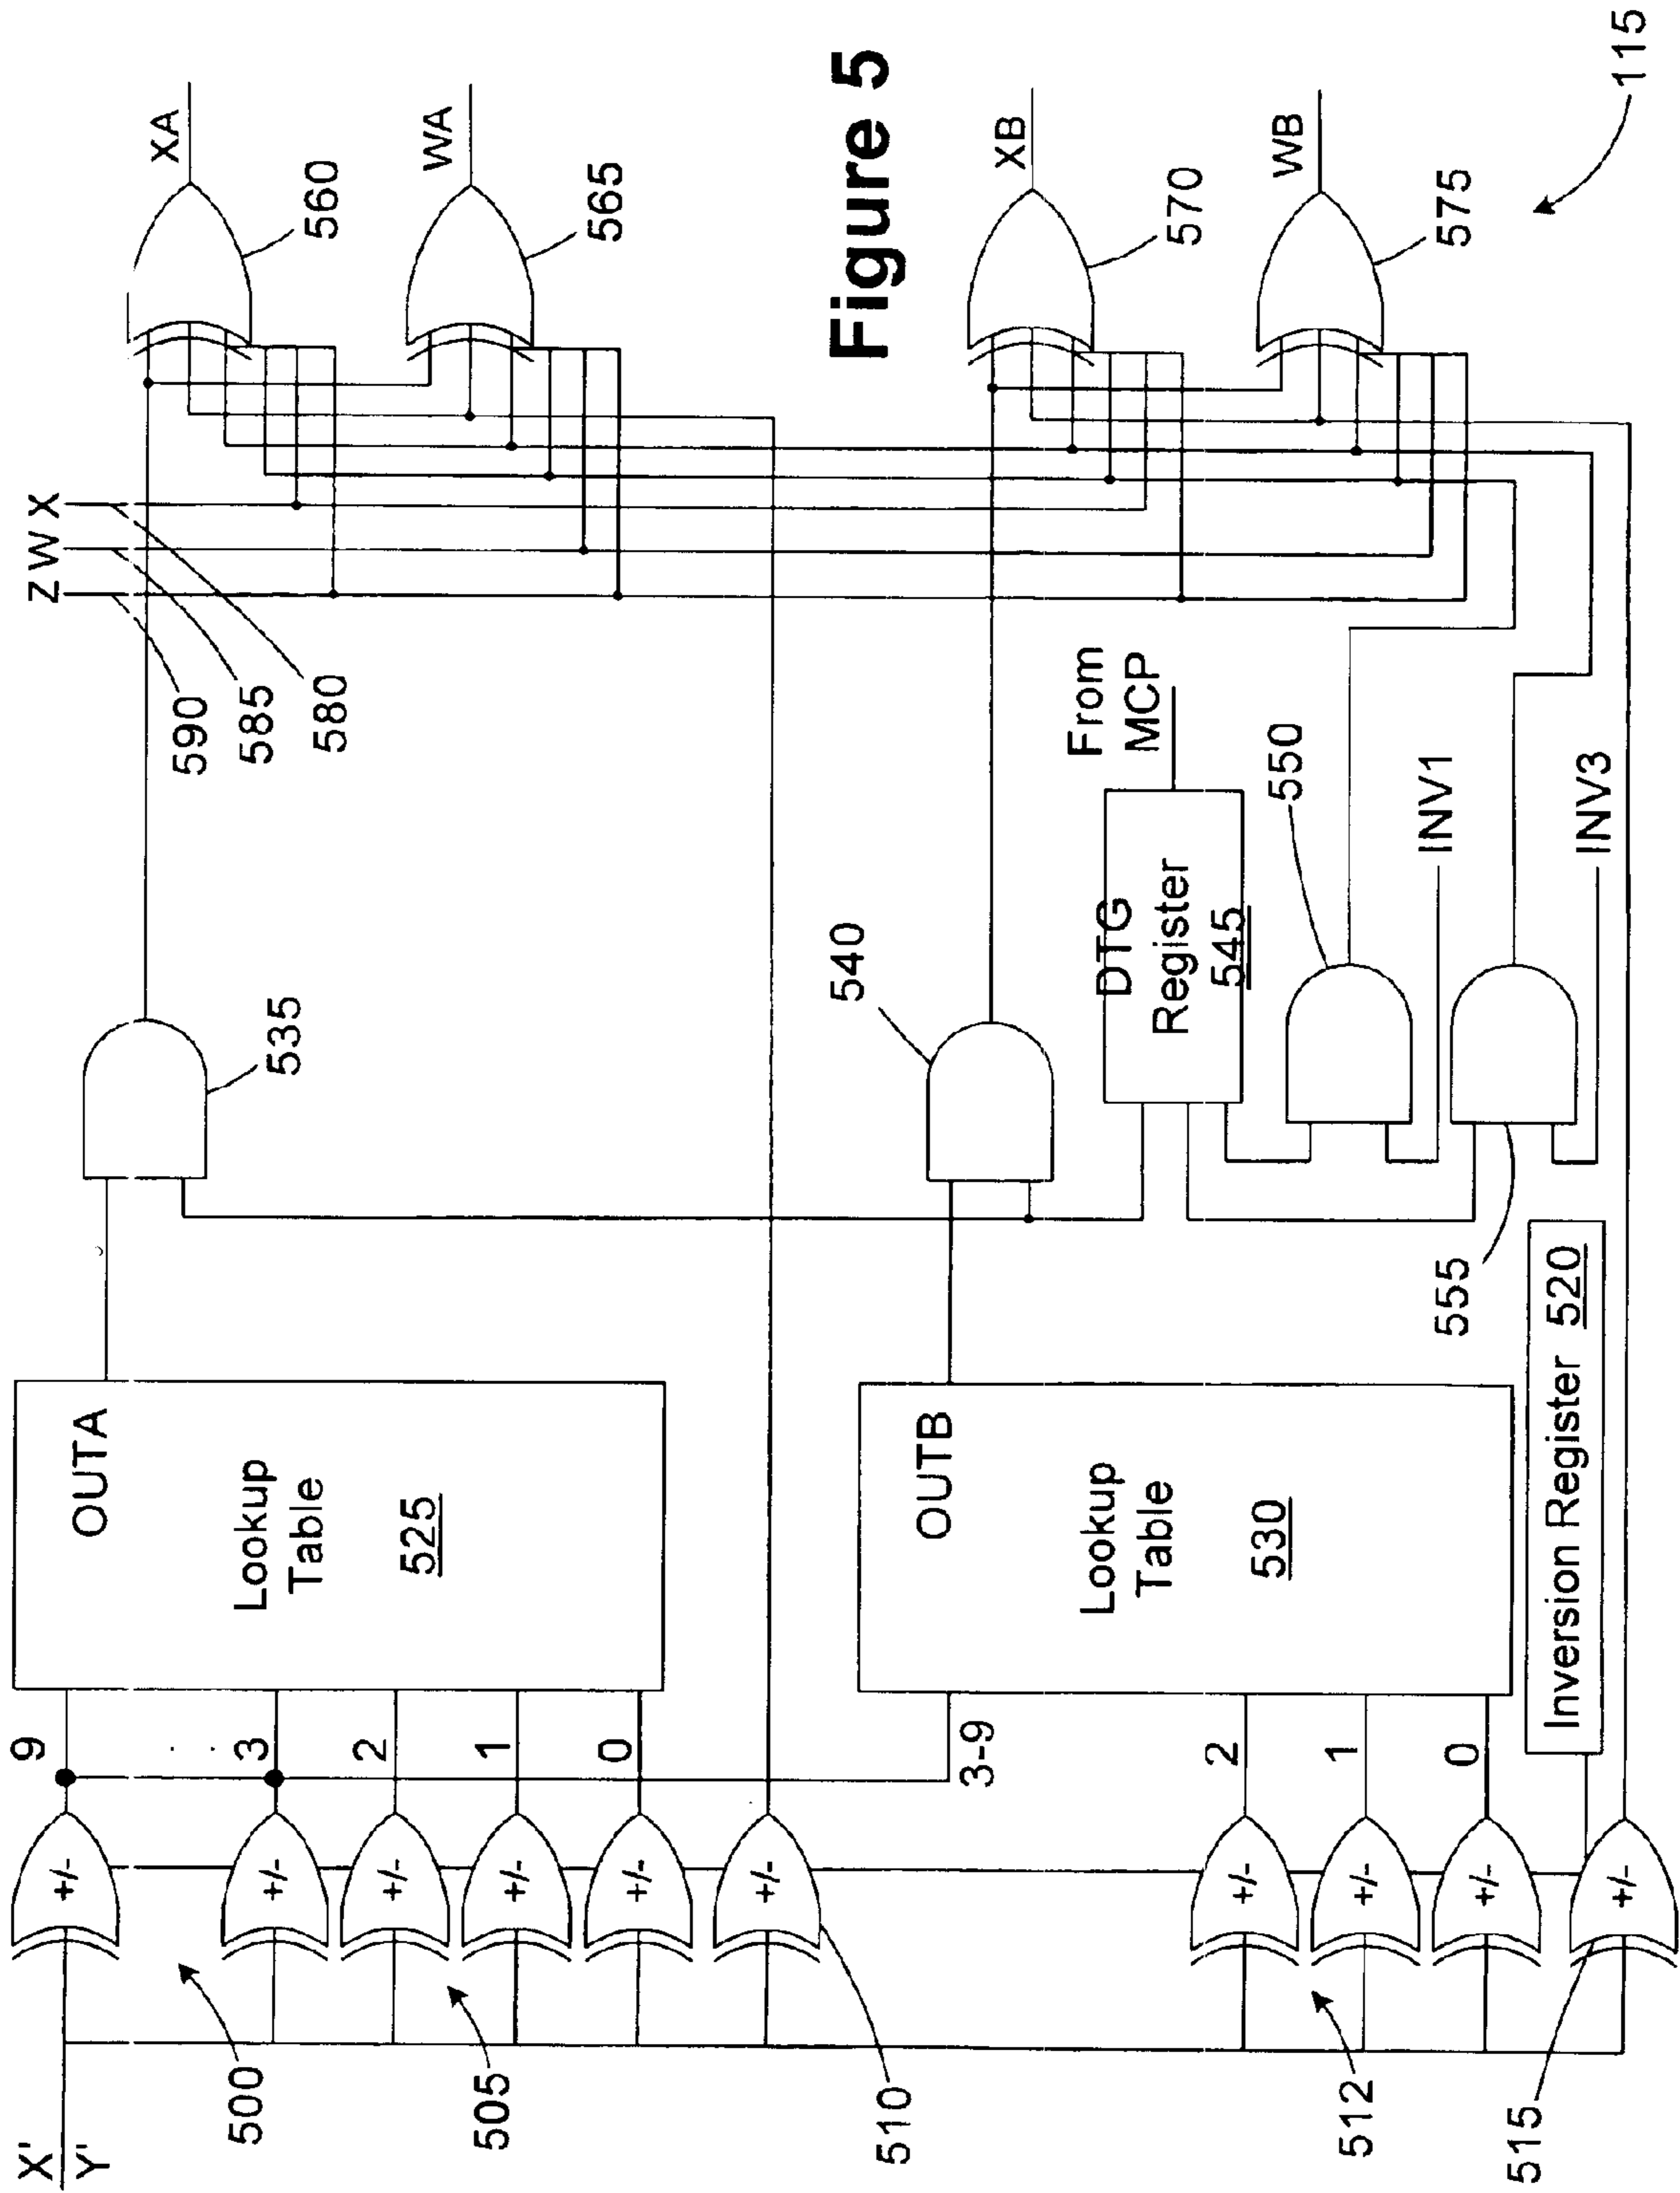 X'
Y'
500
505
510
512
515
9
3
2
1
0
3-9
2
1
0
+/-
+/-
+/-
+/-
+/-
+/-
+/-
+/-
+/-
+/-
OUTA
Lookup
Table
525
OUTB
Lookup
Table
530
Inversion Register 520
535
540
555
DTG
Register
545
From
MCP
550
INV1
INV3
Z W X
590
585
580
XA
560
WA
565
XB
570
WB
575
Figure 5
115